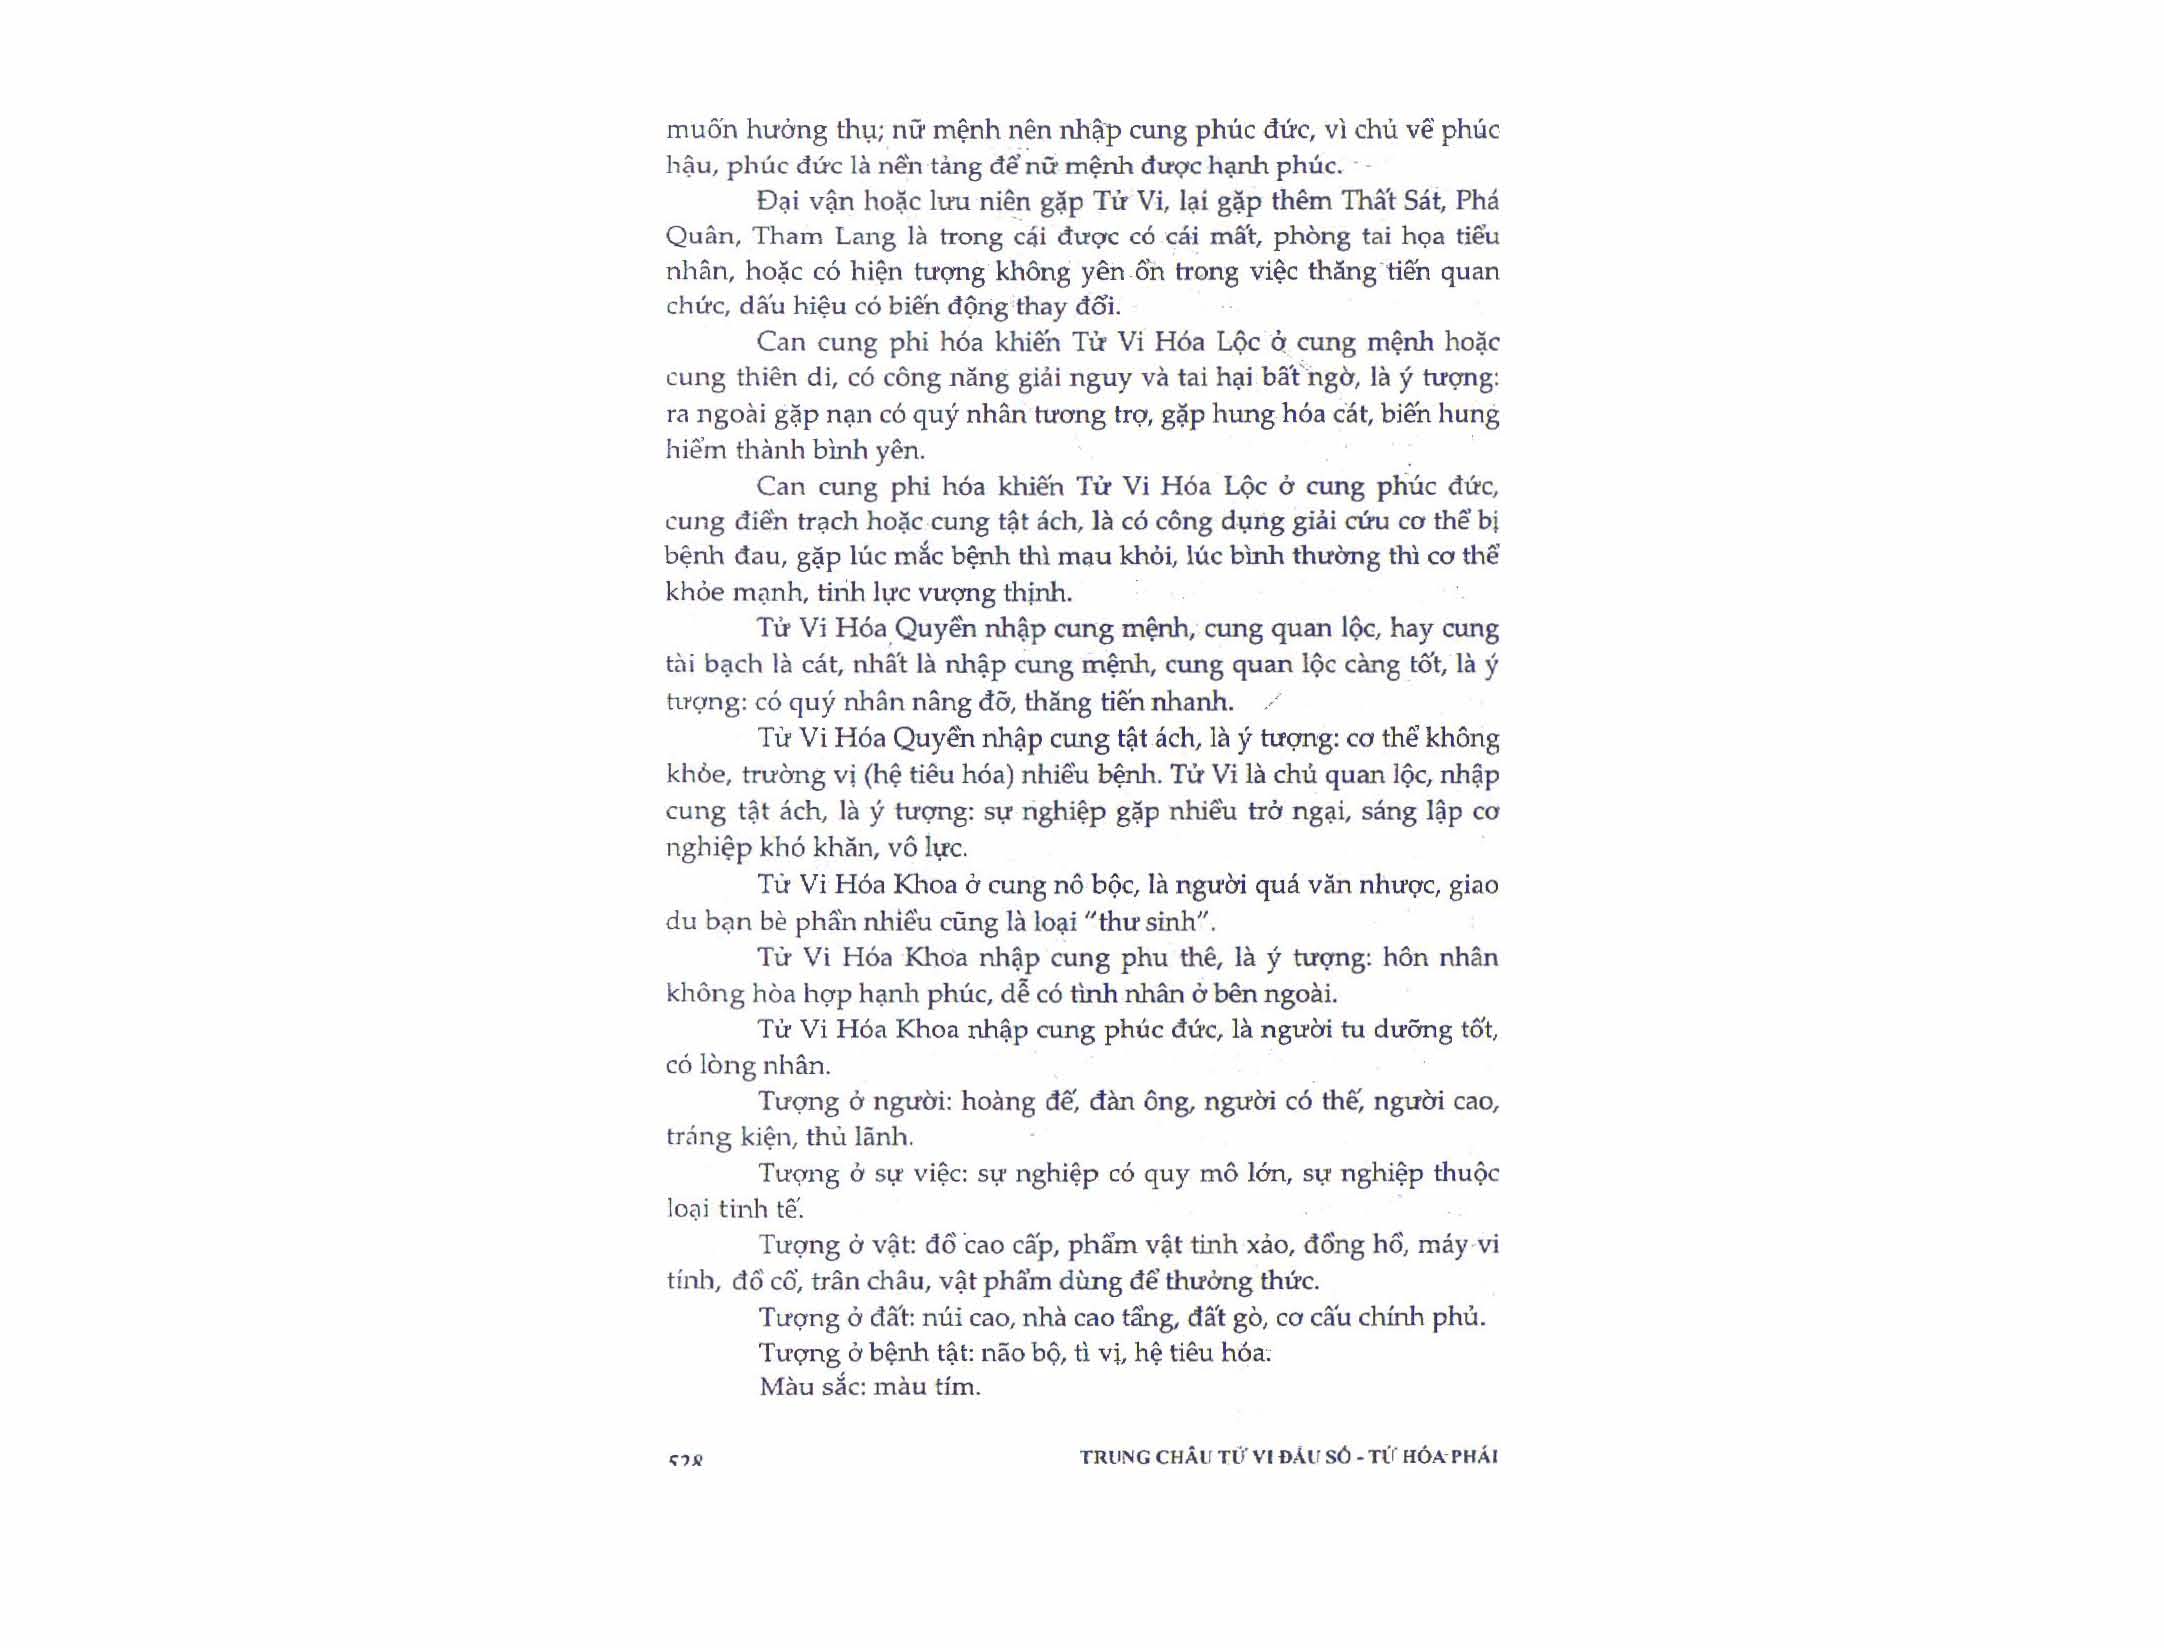 muốn hưởng thụ; nữ mệnh nên nhập cung phúc đức, vì chủ về phúc
hậu, phúc đức là nền tảng để nữ mệnh được hạnh phúc.
Đại vận hoặc lưu niên gặp Tử Vi, lại gặp thêm Thất Sát, Phá
Quân, Tham Lang là trong cái được có cái mất, phòng tai họa tiểu
nhân, hoặc có hiện tượng không yên ổn trong việc thăng tiến quan
chức, dấu hiệu có biến động thay đổi.
Can cung phi hóa khiến Tử Vi Hóa Lộc ở cung mệnh hoặc
cung thiên di, có công năng giải nguy và tai hại bất ngờ, là ý tượng:
ra ngoài gặp nạn có quý nhân tương trợ, gặp hung hóa cát, biến hung
hiểm thành bình yên.
Can cung phi hóa khiến Tử Vi Hóa Lộc ở cung phúc đức,
cung điền trạch hoặc cung tật ách, là có công dụng giải cứu cơ thể bị
bệnh đau, gặp lúc mắc bệnh thì mau khỏi, lúc bình thường thì cơ thể
khỏe mạnh, tinh lực vượng thịnh.
Tử Vi Hóa Quyền nhập cung mệnh, cung quan lộc, hay cung
tài bạch là cát, nhất là nhập cung mệnh, cung quan lộc càng tốt, là ý
tượng: có quý nhân nâng đỡ, thăng tiến nhanh.
Tử Vi Hóa Quyền nhập cung tật ách, là ý tượng: cơ thể không
khỏe, trường vị (hệ tiêu hóa) nhiều bệnh. Tử Vi là chủ quan lộc, nhập
cung tật ách, là ý tượng: sự nghiệp gặp nhiều trở ngại, sáng lập cơ
nghiệp khó khăn, vô lực.
Tử Vi Hóa Khoa ở cung nô bộc, là người quá văn nhược, giao
du bạn bè phần nhiều cũng là loại "thư sinh".
Tử Vi Hóa Khoa nhập cung phu thê, là ý tượng: hôn nhân
không hòa hợp hạnh phúc, dễ có tình nhân ở bên ngoài.
Tử Vi Hóa Khoa nhập cung phúc đức, là người tu dưỡng tốt,
có lòng nhân.
Tượng ở người: hoàng đế, đàn ông, người có thế, người cao,
tráng kiện, thủ lãnh.
Tượng ở sự việc: sự nghiệp có quy mô lớn, sự nghiệp thuộc
loại tinh tế.
Tượng ở vật: đồ cao cấp, phẩm vật tinh xảo, đồng hồ, máy vi
tính, đồ cổ, trân châu, vật phẩm dùng để thưởng thức.
Tượng ở đất: núi cao, nhà cao tầng, đất gò, cơ cấu chính phủ.
Tượng ở bệnh tật: não bộ, tì vị, hệ tiêu hóa.
Màu sắc: màu tím.
528 TRUNG CHÂU TỬ VI ĐẨU SỐ - TỨ HÓA PHÁI